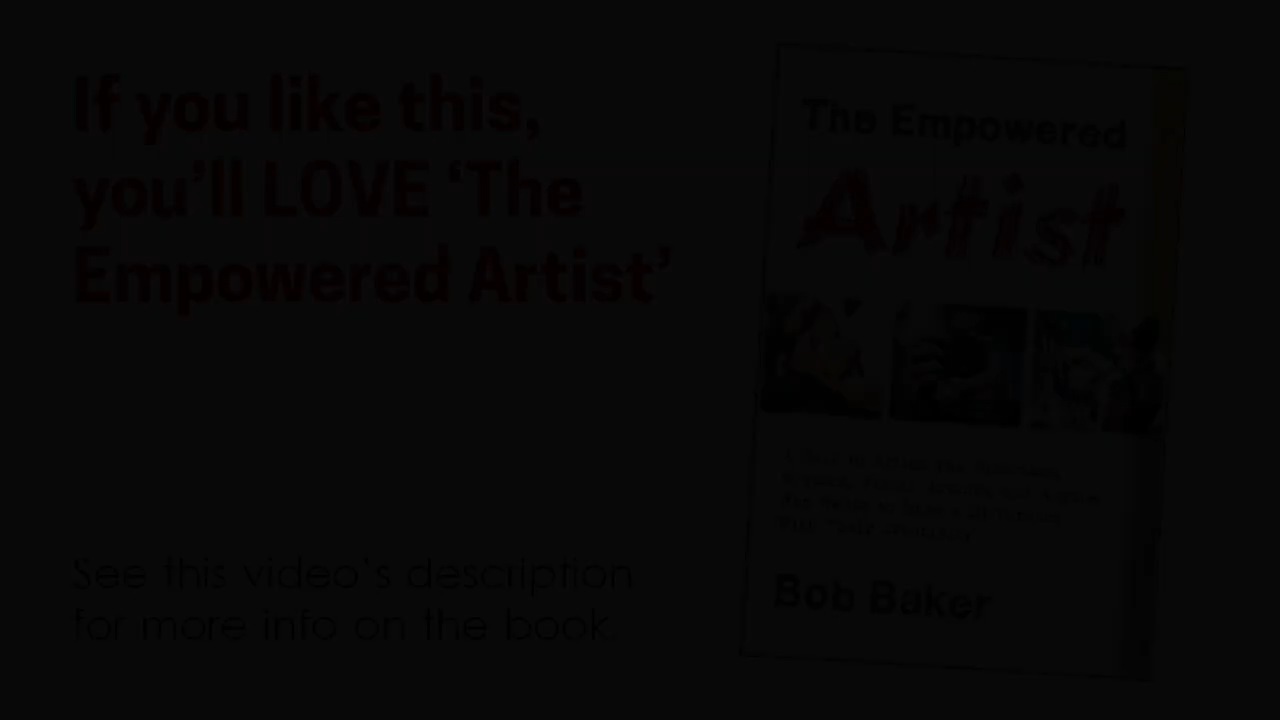 If you like this,
you'll LOVE ‘The
Empowered Artist’
See this video's description
for more info on the book.
The Empowered
Artist
Bob Baker